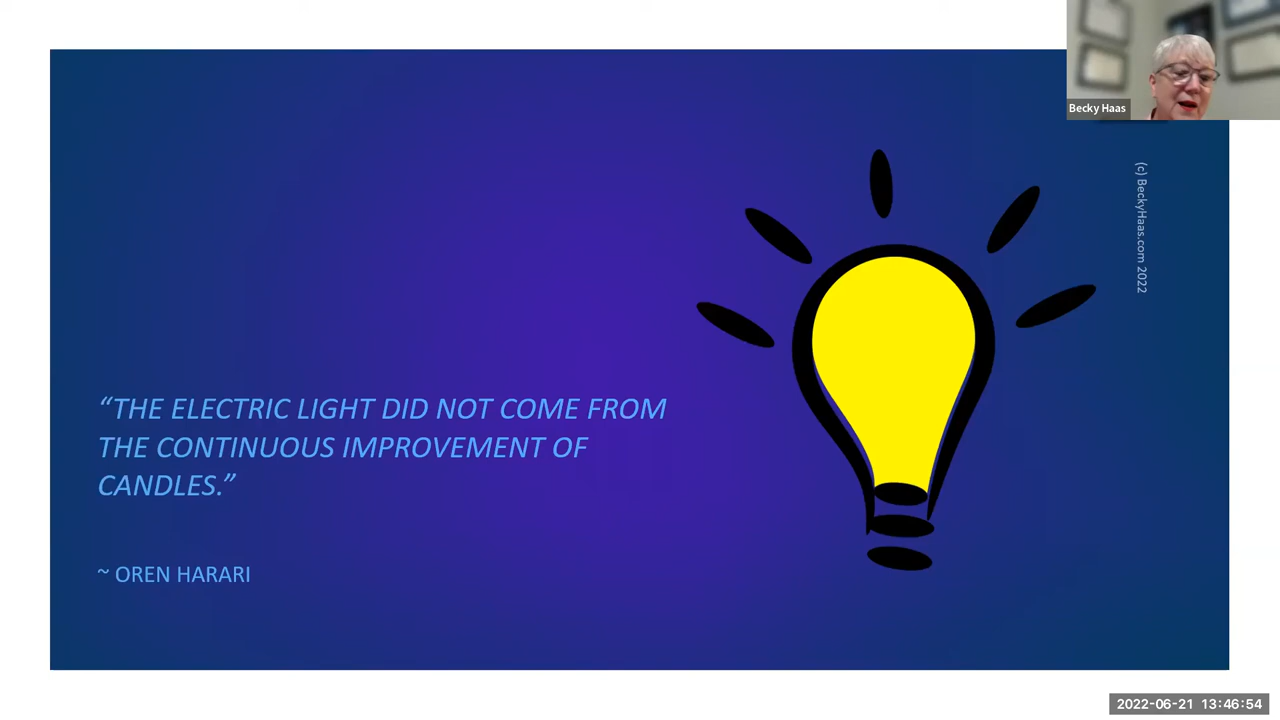 Becky Haas
(c) BeckyHaas.com 2022
“THE ELECTRIC LIGHT DID NOT COME FROM
THE CONTINUOUS IMPROVEMENT OF
CANDLES.”
~ OREN HARARI
2022-06-21 13:46:54